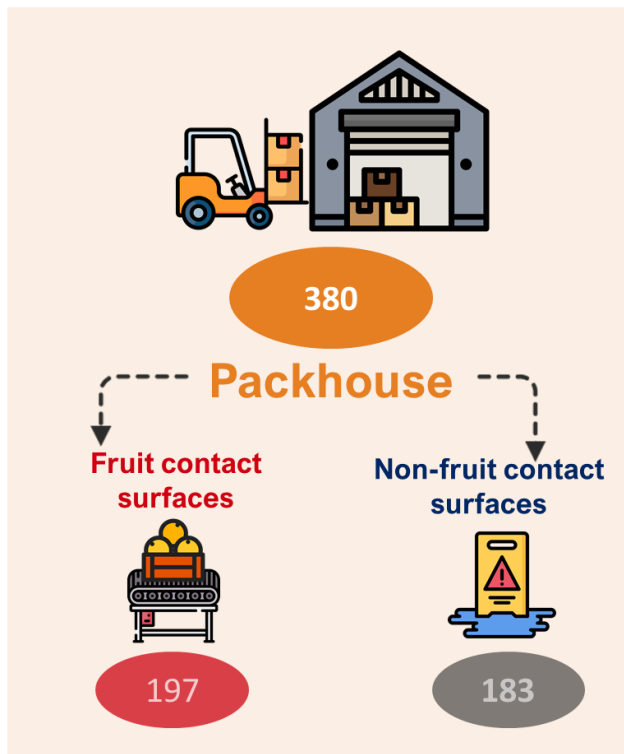 380
Packhouse
Fruit contact
surfaces
Non-fruit contact
surfaces
197
183